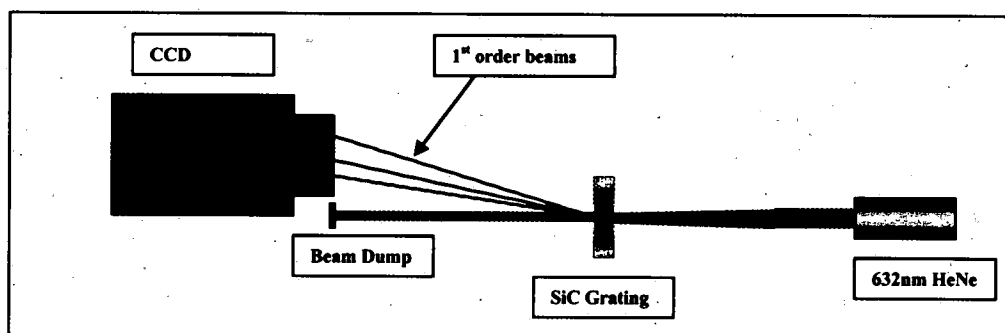 CCD
1st order beams
Beam Dump
SiC Grating
632nm HeNe